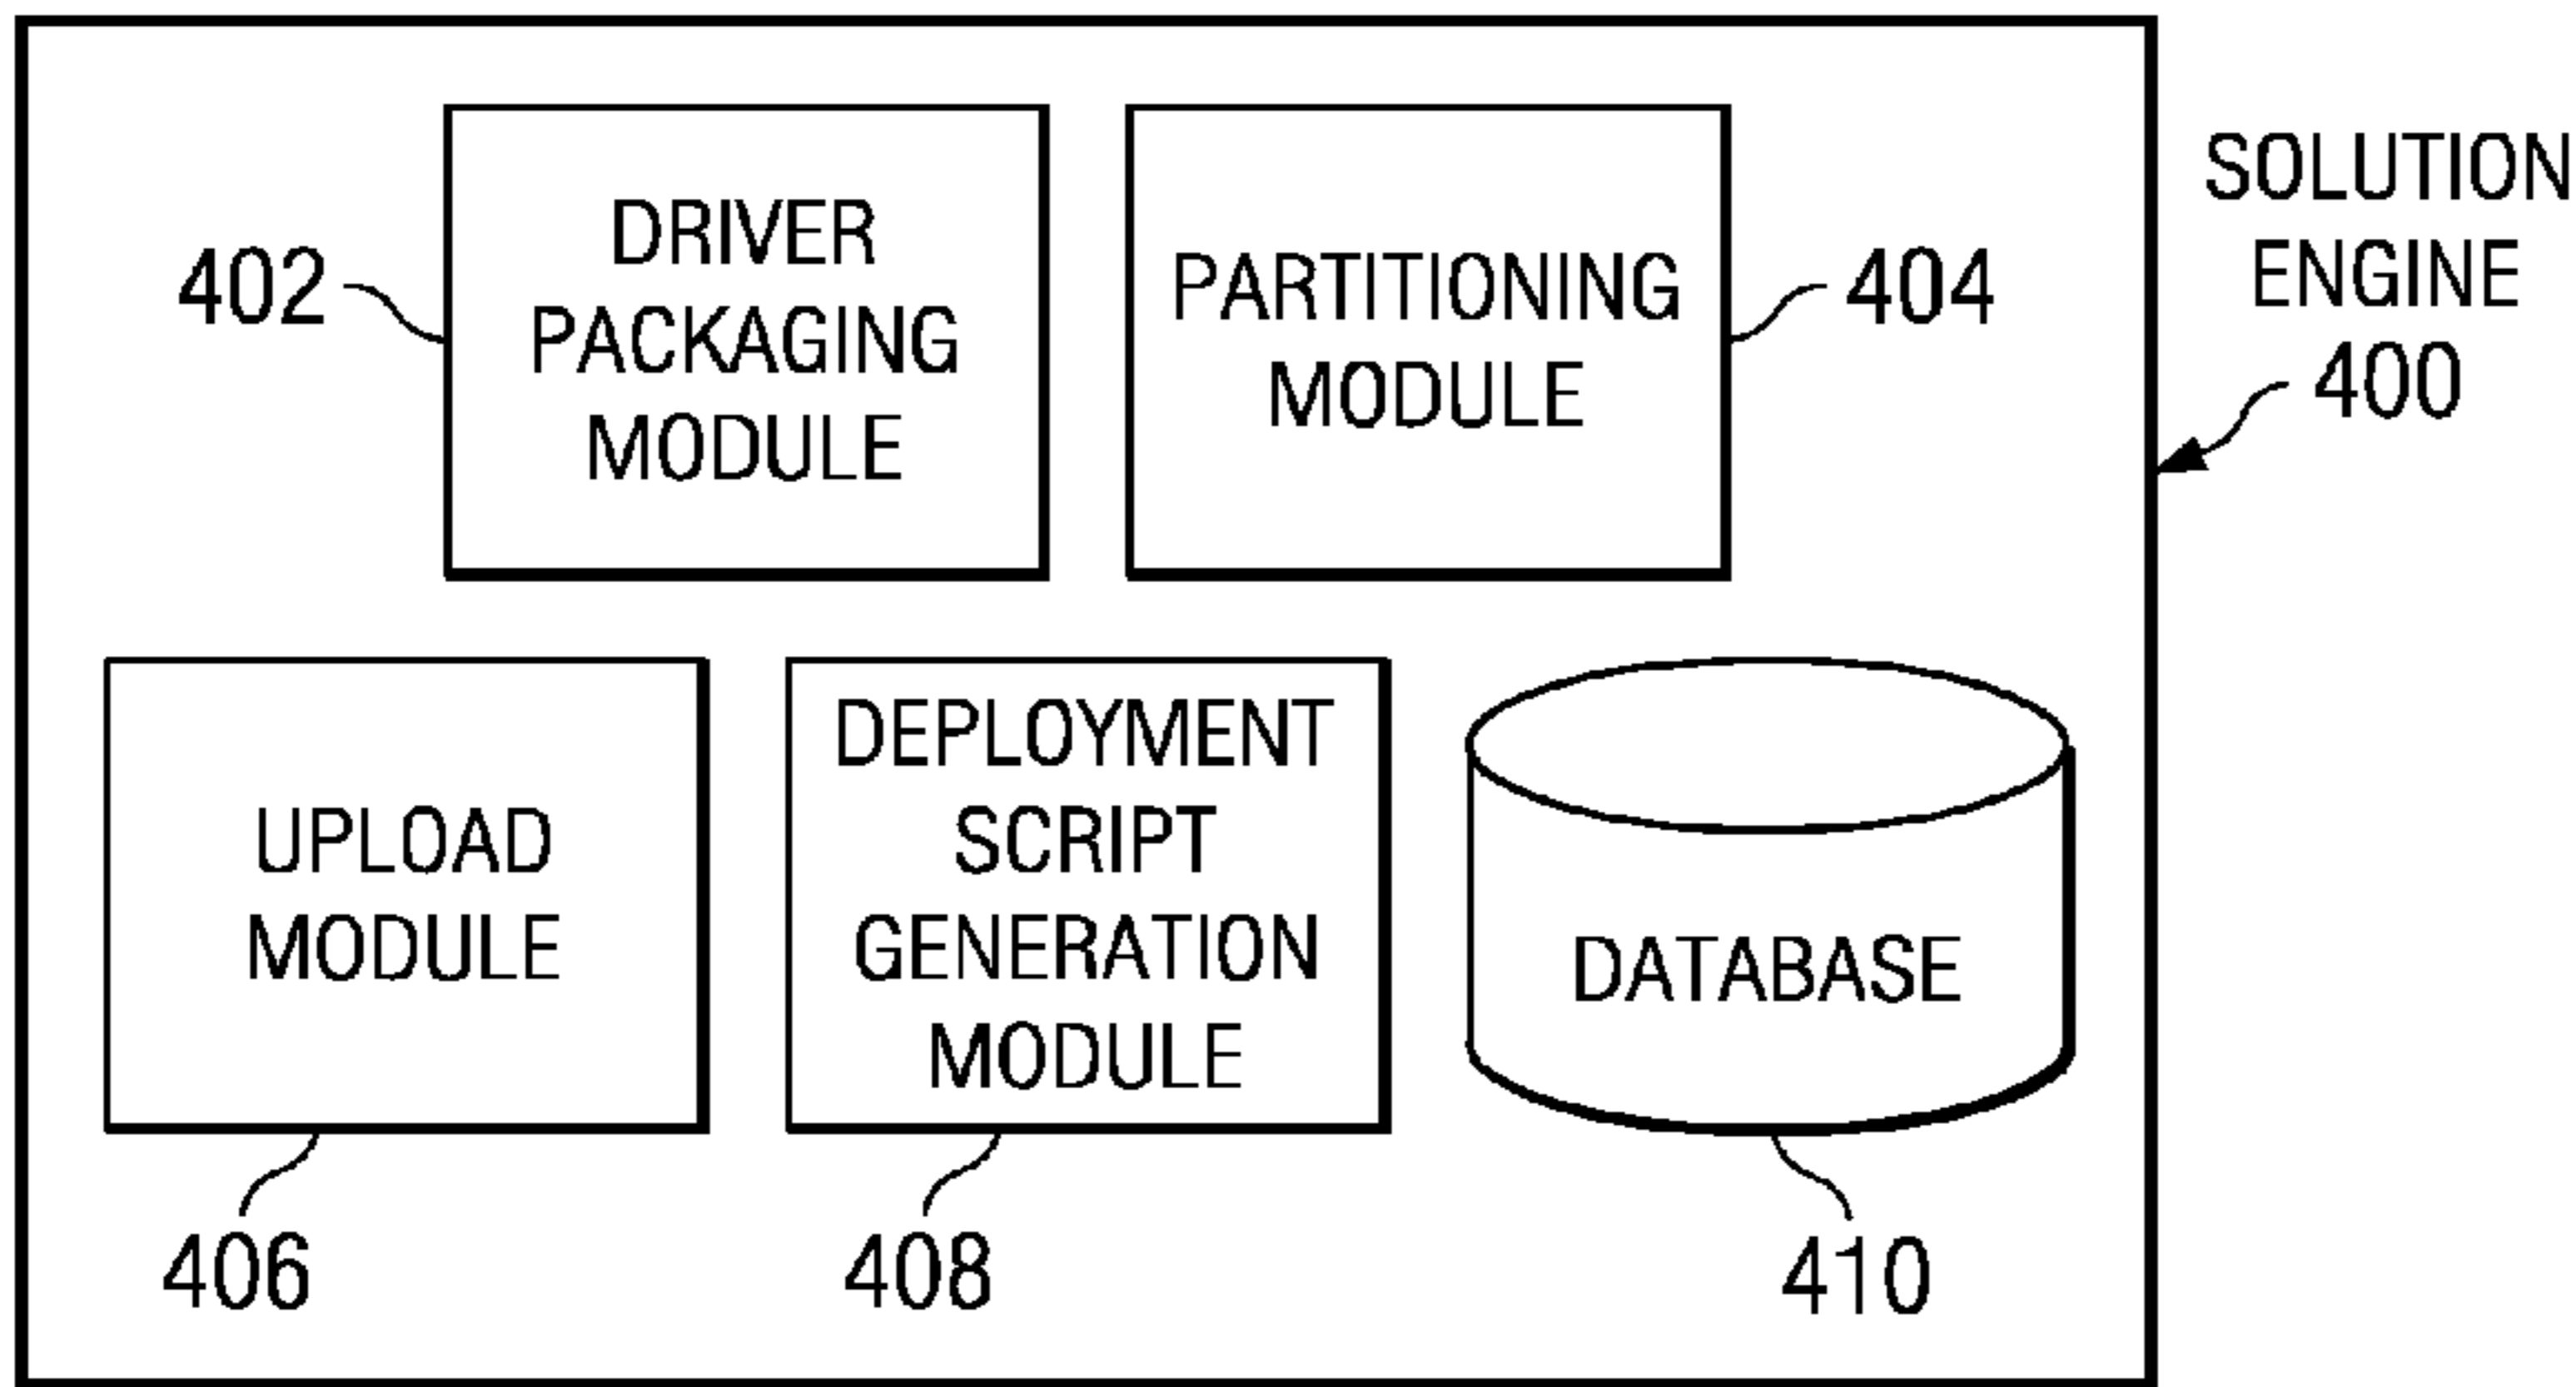 DRIVER
PACKAGING
MODULE
402
PARTITIONING
MODULE
404
SOLUTION
ENGINE
400
UPLOAD
MODULE
406
DEPLOYMENT
SCRIPT
GENERATION
MODULE
408
DATABASE
410